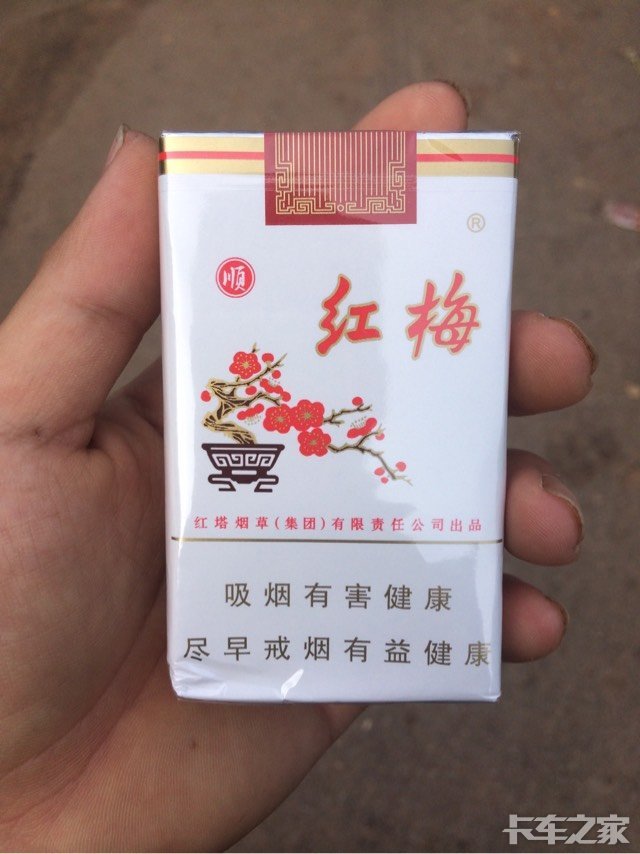 ®
顺
红梅
红塔烟草(集团)有限责任公司出品
吸烟有害健康
尽早戒烟有益健康
卡车之家